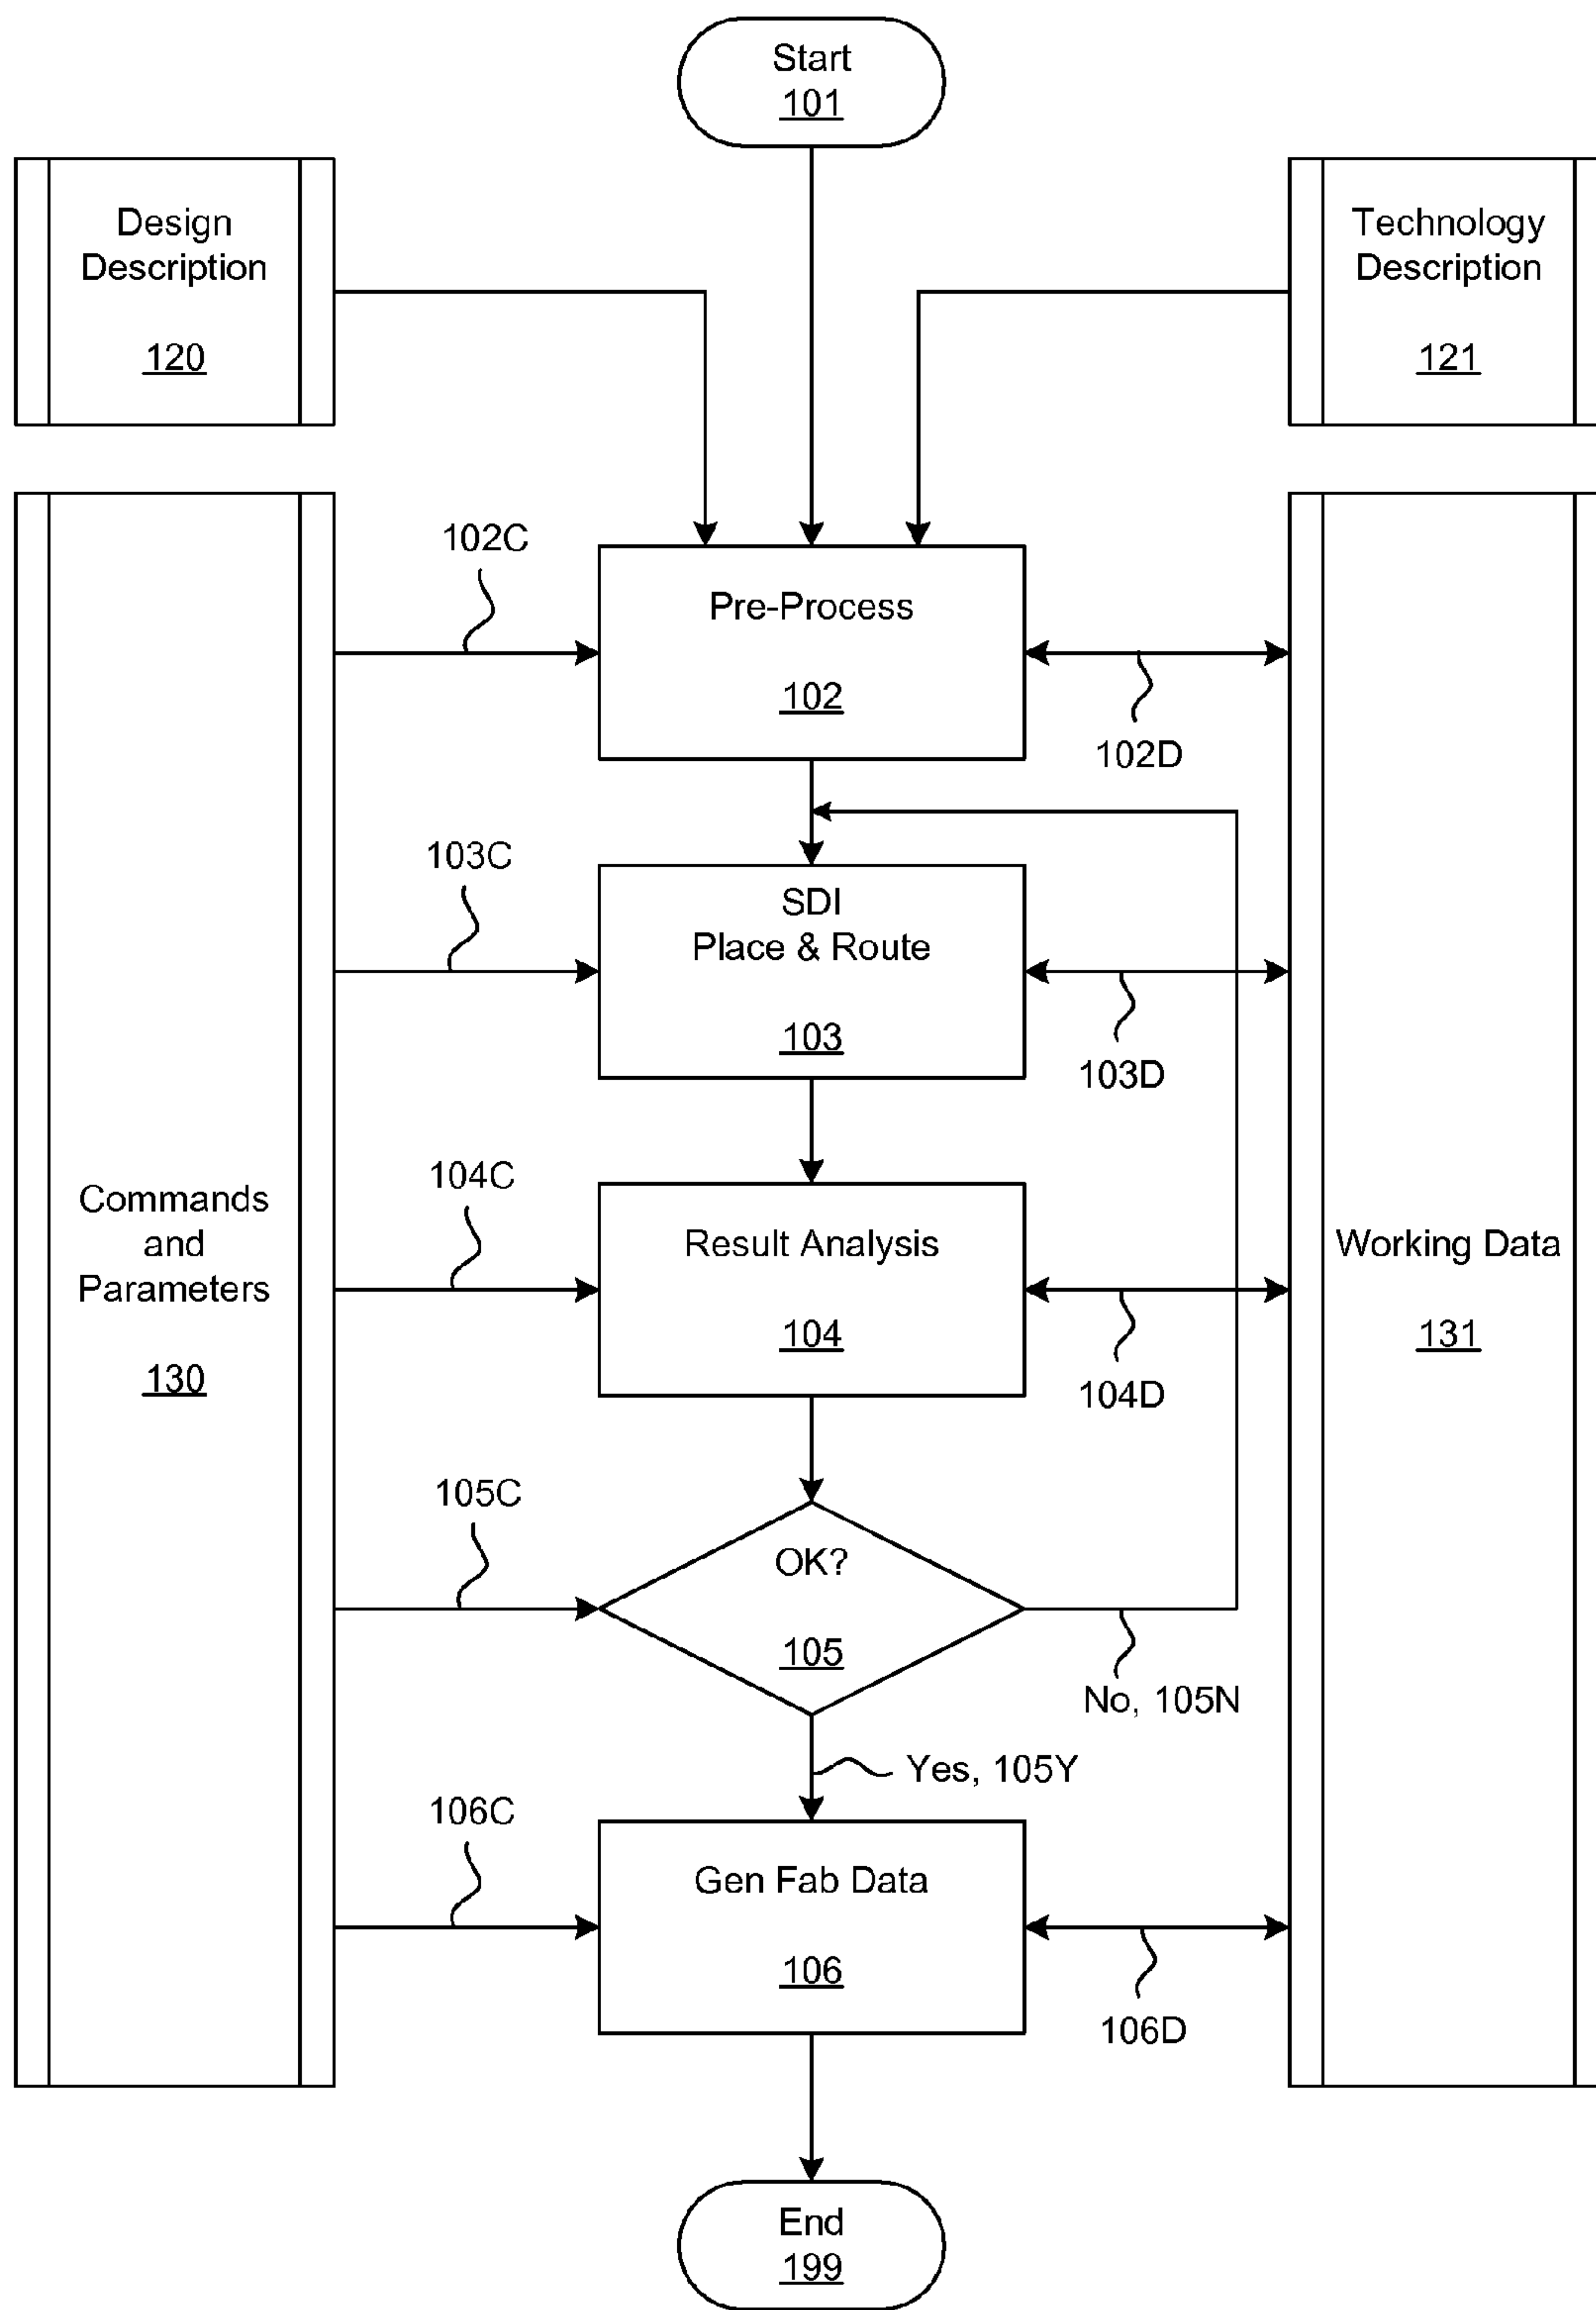 Start
101
Design
Description
120
Technology
Description
121
102C
Pre-Process
102
102D
103C
SDI
Place & Route
103
103D
Commands
and
Parameters
130
104C
Result Analysis
104
104D
Working Data
131
105C
OK?
105
No, 105N
Yes, 105Y
106C
Gen Fab Data
106
106D
End
199